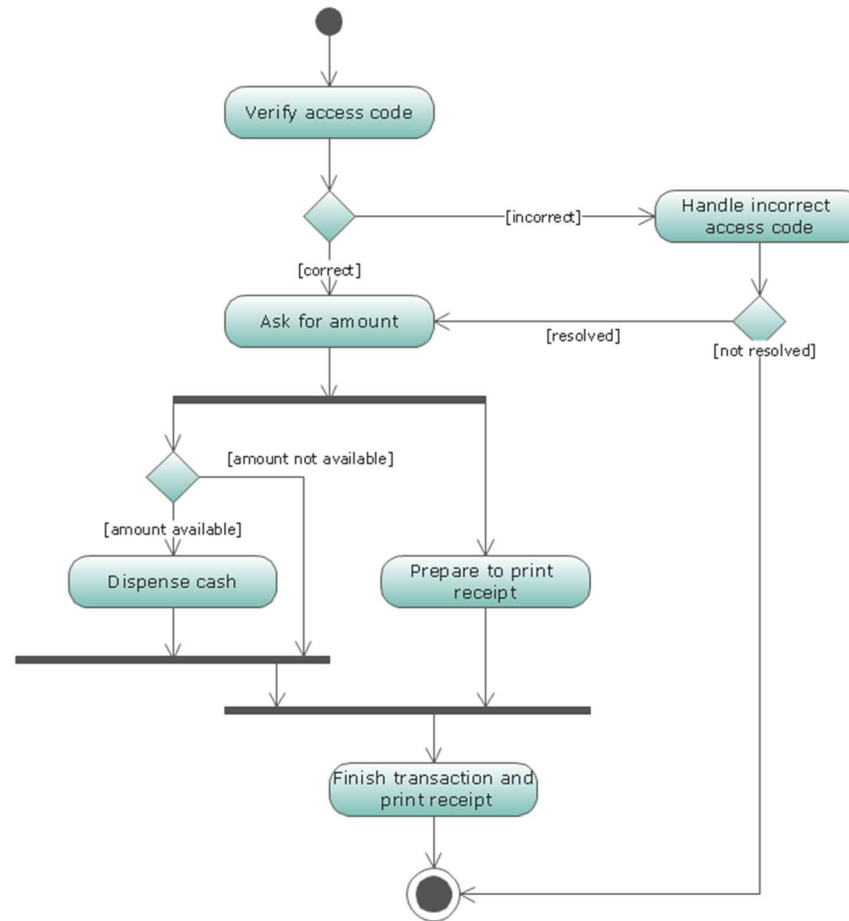 Verify access code
[incorrect]
Handle incorrect
access code
[correct]
Ask for amount
[resolved]
[not resolved]
[amount not available]
[amount available]
Dispense cash
Prepare to print
receipt
Finish transaction and
print receipt